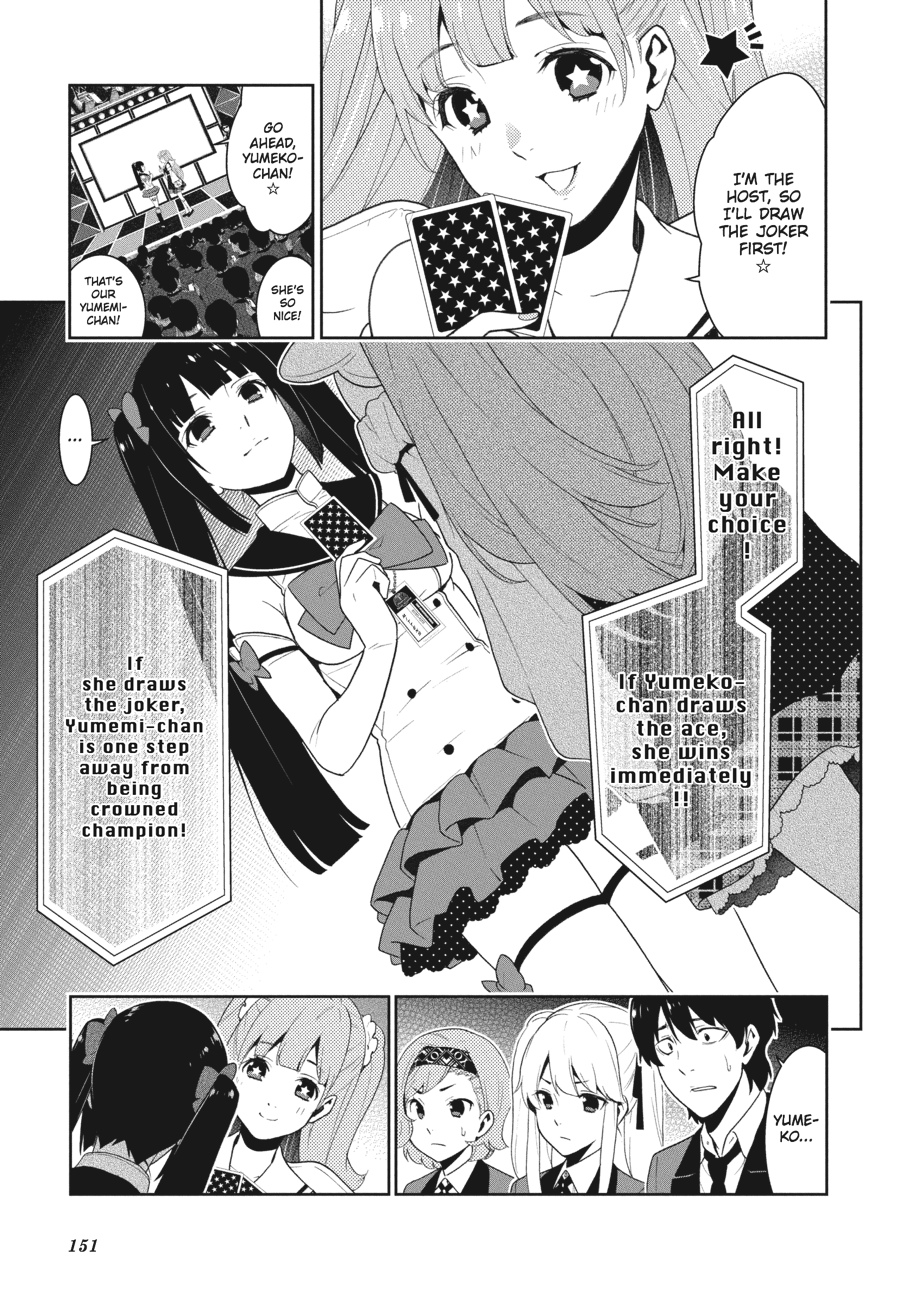 I'M THE
HOST, SO
I'LL DRAW
THE JOKER
FIRST!
☆
GO
AHEAD,
YUMEKO-
CHAN!
☆
SHE'S
SO
NICE!
THAT'S
OUR
YUMEMI-
CHAN!
All
right!
Make
your
choice
!
If Yumeko-
chan draws
the ace,
she wins
immediately
!!
...
If
she draws
the joker,
Yumemi-chan
is one step
away from
being
crowned
champion!
YUME-
KO...
151